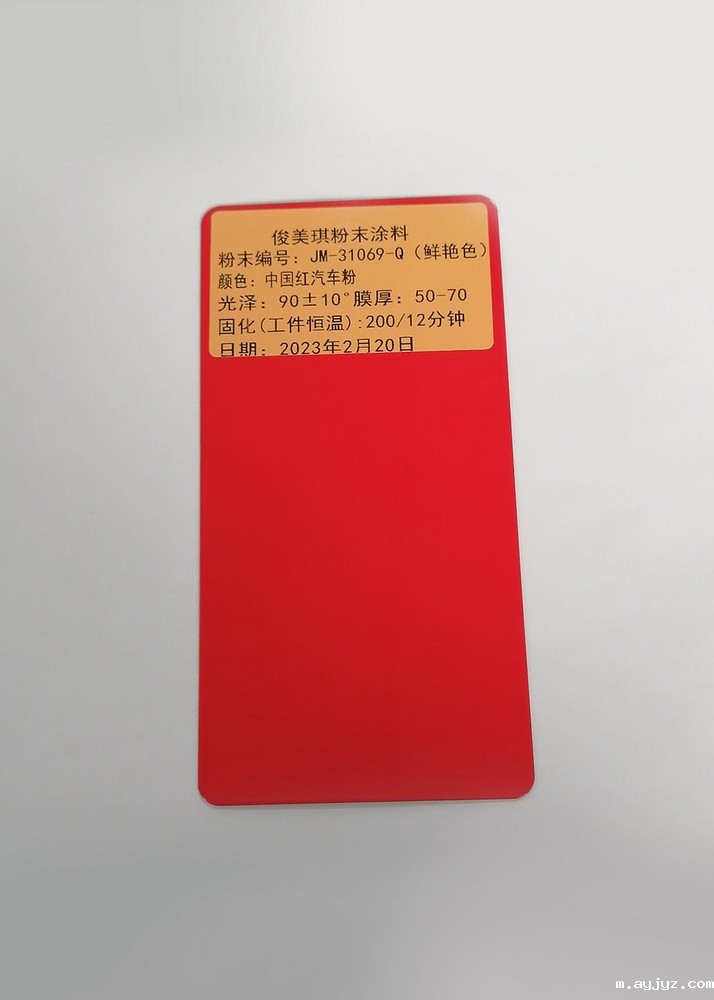 俊美琪粉末涂料
粉末编号：JM-31069-Q（鲜艳色）
颜色：中国红汽车粉
光泽：90±10°膜厚：50-70
固化(工件恒温):200/12分钟
日期：2023年2月20日
m.ayjyz.com